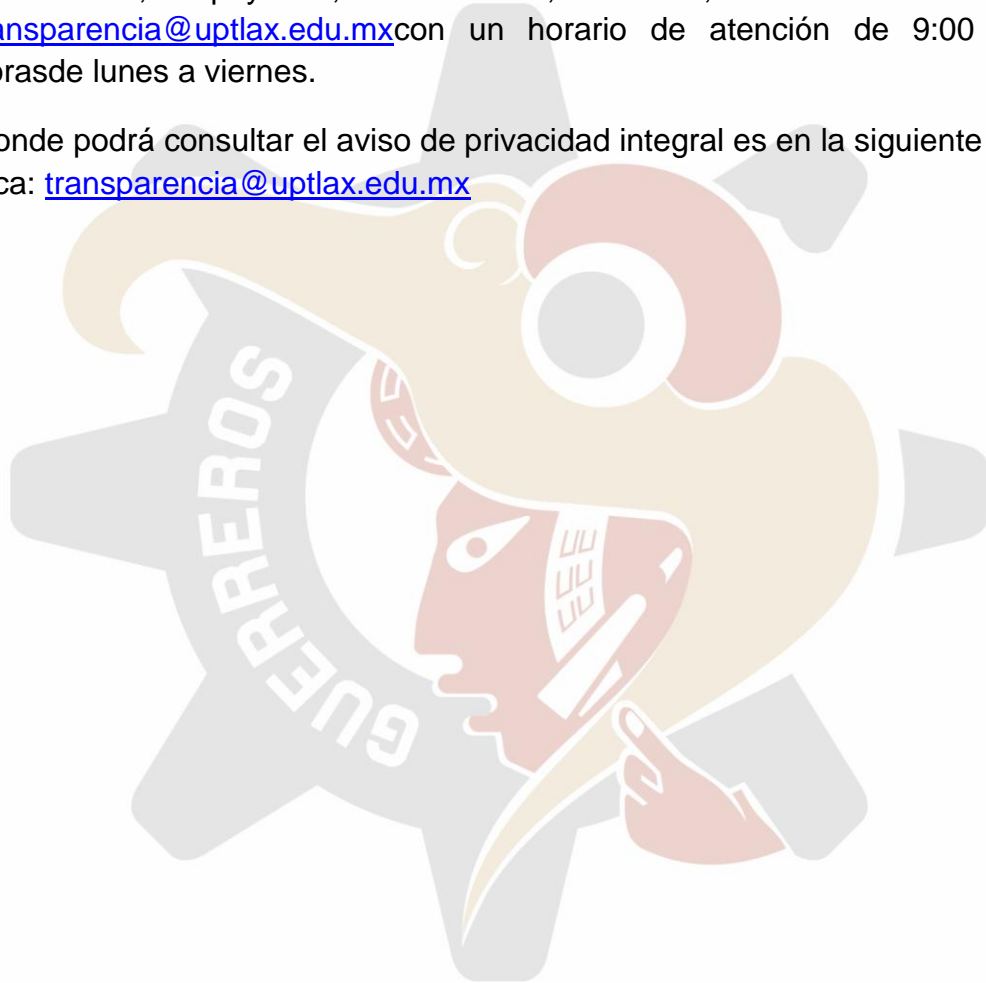 ansparencia@uptlax.edu.mxcon un horario de atención de 9:00
orasde lunes a viernes.
onde podrá consultar el aviso de privacidad integral es en la siguiente
ca: transparencia@uptlax.edu.mx
GUERREROS